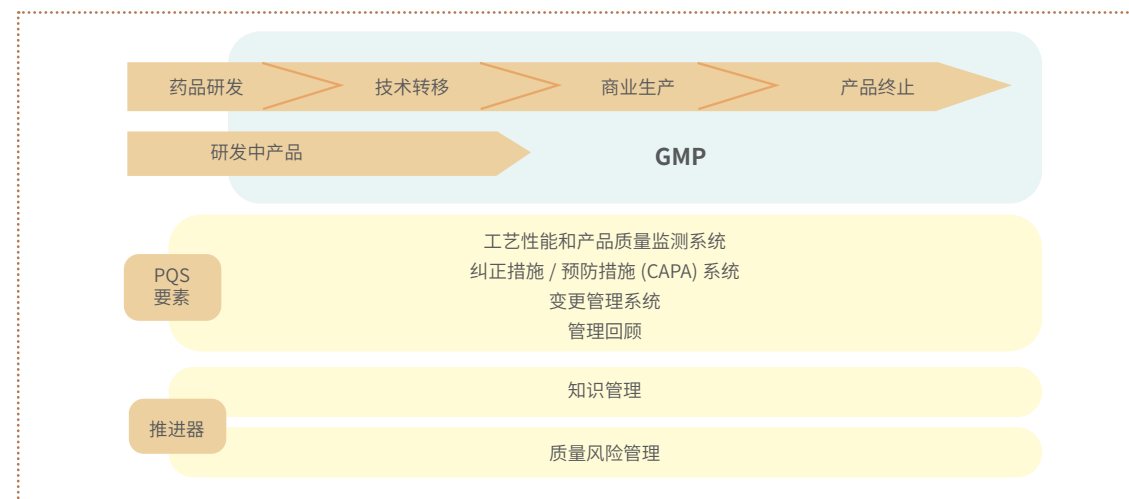 药品研发
技术转移
商业生产
产品终止
研发中产品
GMP
PQS
要素
工艺性能和产品质量监测系统
纠正措施 / 预防措施 (CAPA) 系统
变更管理系统
管理回顾
推进器
知识管理
质量风险管理